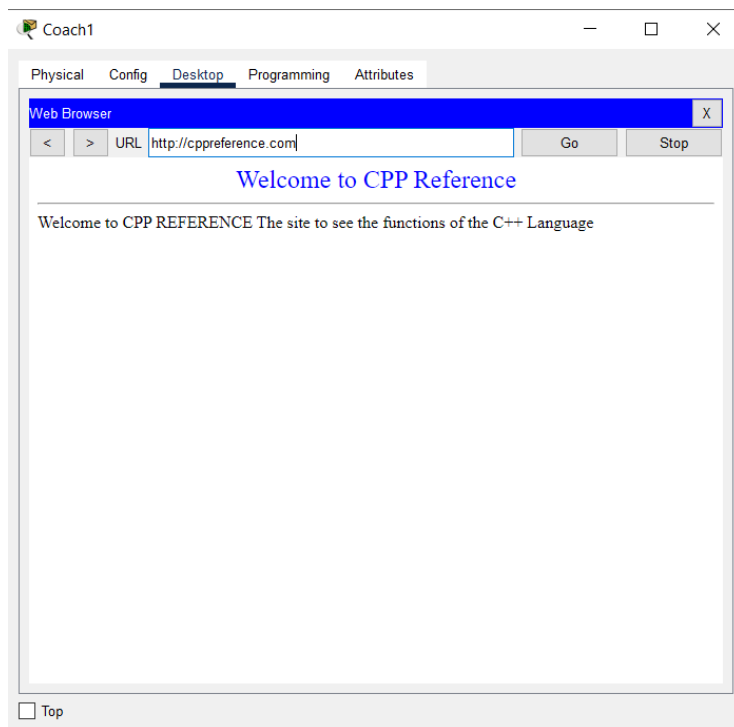 Coach1
Physical Config Desktop Programming Attributes
Web Browser X
< > URL http://cppreference.com Go Stop
Welcome to CPP Reference
Welcome to CPP REFERENCE The site to see the functions of the C++ Language
Top